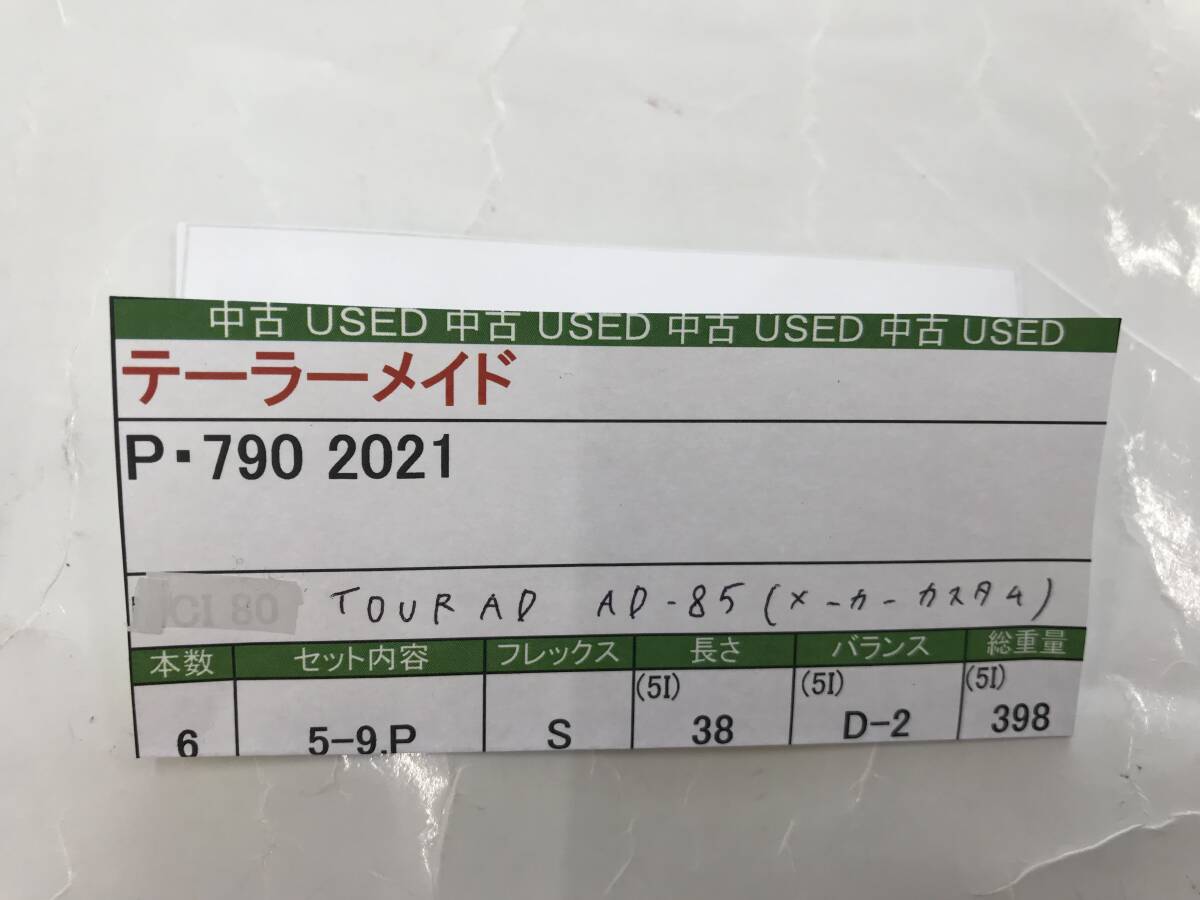 中古 USED 中古 USED 中古 USED 中古 USED
テーラーメイド
P・790 2021
CI 80 TOUR AD AD-85(メーカーカスタム)
本数 セット内容 フレックス 長さ バランス 総重量
(5I) (5I) (5I)
6 5-9.P S 38 D-2 398